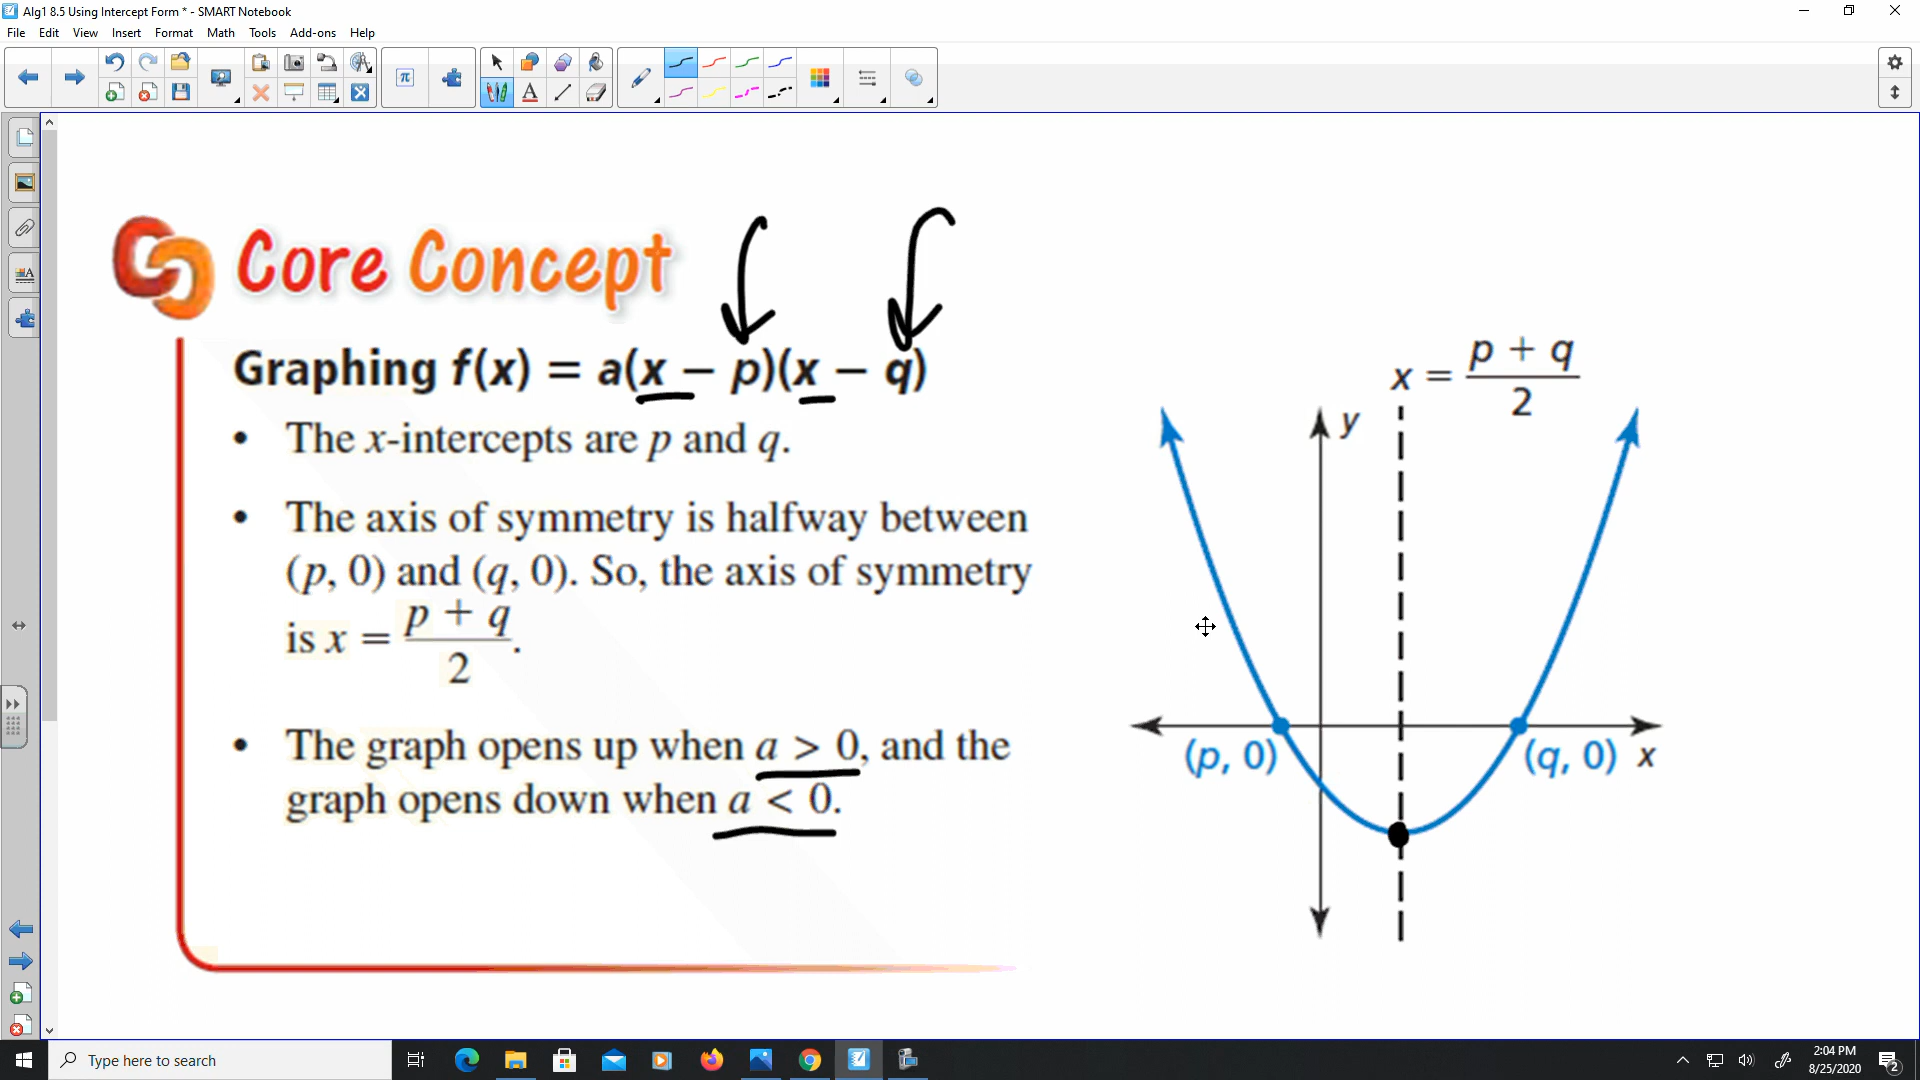 Alg1 8.5 Using Intercept Form * - SMART Notebook
File Edit View Insert Format Math Tools Add-ons Help
Core Concept
Graphing f(x) = a(x − p)(x − q)
• The x-intercepts are p and q.
• The axis of symmetry is halfway between
(p, 0) and (q, 0). So, the axis of symmetry
is x = (p + q)/2.
• The graph opens up when a > 0, and the
graph opens down when a < 0.
x = (p + q)/2
y
(p, 0)
(q, 0) x
Type here to search
2:04 PM
8/25/2020
2